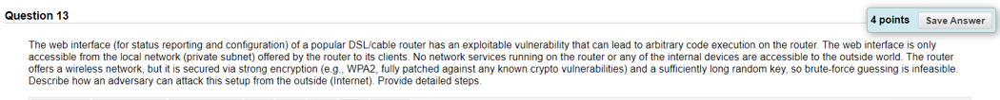 Question 13
4 points Save Answer
The web interface (for status reporting and configuration) of a popular DSL/cable router has an exploitable vulnerability that can lead to arbitrary code execution on the router. The web interface is only
accessible from the local network (private subnet) offered by the router to its clients. No network services running on the router or any of the internal devices are accessible to the outside world. The router
offers a wireless network, but it is secured via strong encryption (e.g., WPA2, fully patched against any known crypto vulnerabilities) and a sufficiently long random key, so brute-force guessing is infeasible.
Describe how an adversary can attack this setup from the outside (Internet). Provide detailed steps.